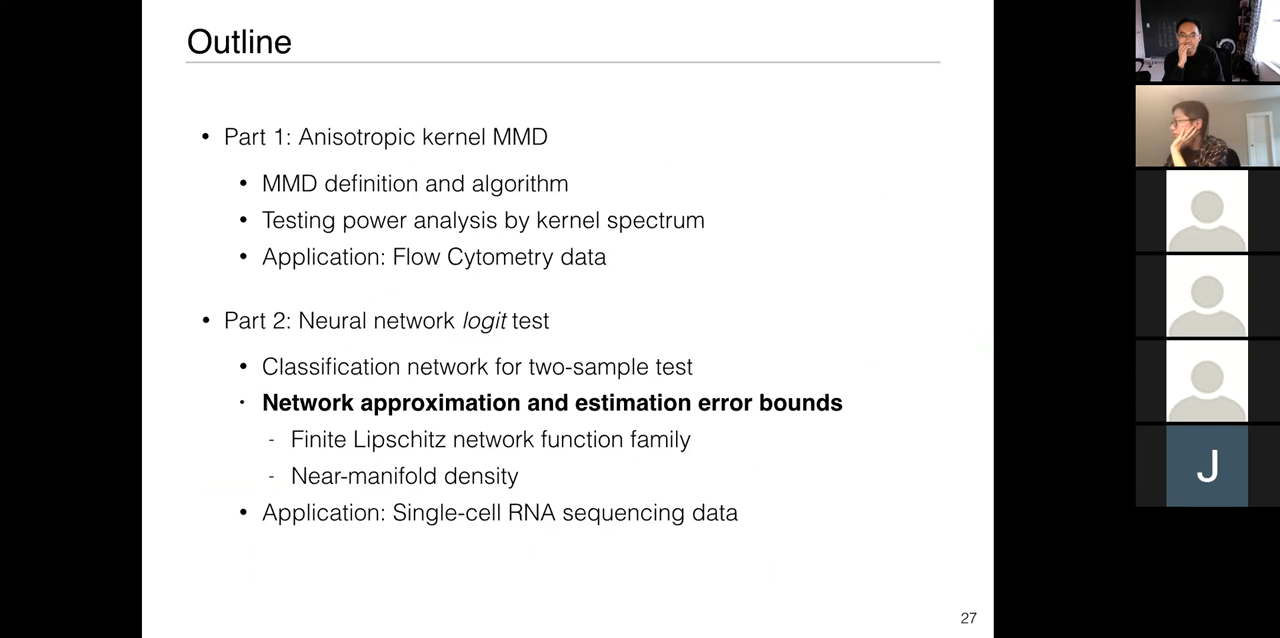 Outline
• Part 1: Anisotropic kernel MMD
• MMD definition and algorithm
• Testing power analysis by kernel spectrum
• Application: Flow Cytometry data
• Part 2: Neural network logit test
• Classification network for two-sample test
• Network approximation and estimation error bounds
- Finite Lipschitz network function family
- Near-manifold density
• Application: Single-cell RNA sequencing data
27
J